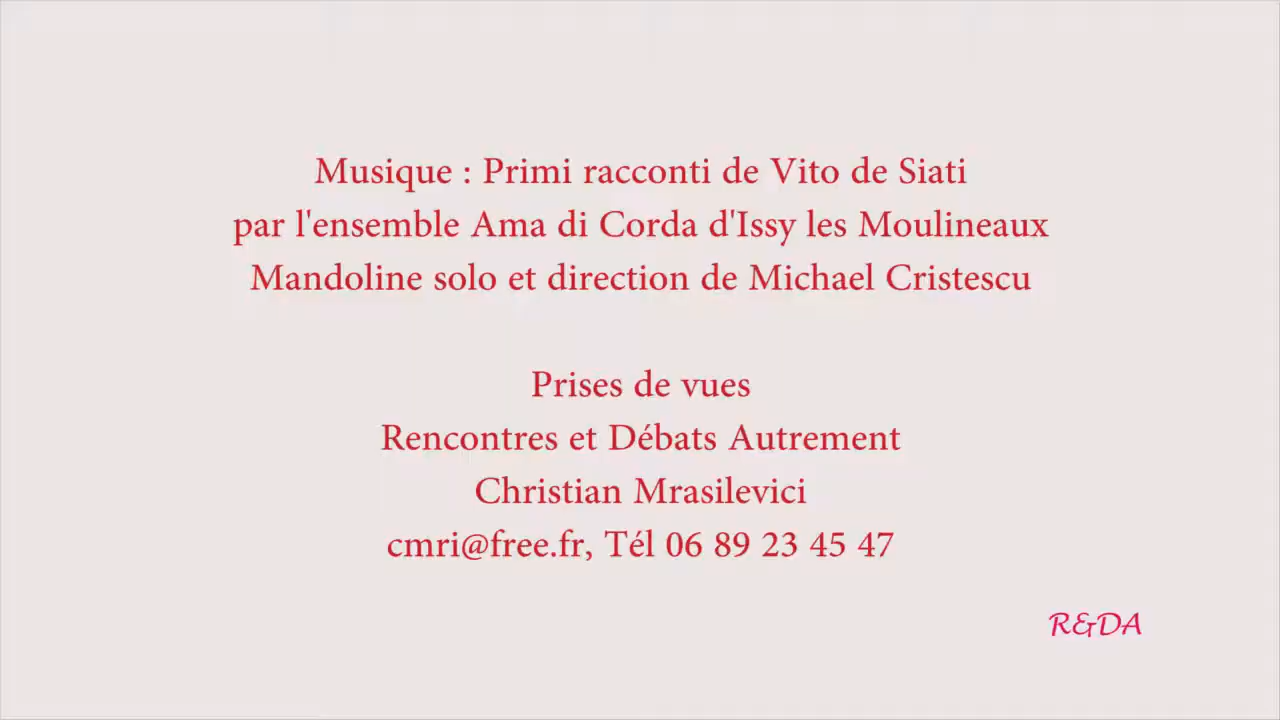 Musique : Primi racconti de Vito de Siati
par l'ensemble Ama di Corda d'Issy les Moulineaux
Mandoline solo et direction de Michael Cristescu
Prises de vues
Rencontres et Débats Autrement
Christian Mrasilevici
cmri@free.fr, Tél 06 89 23 45 47
R&DA